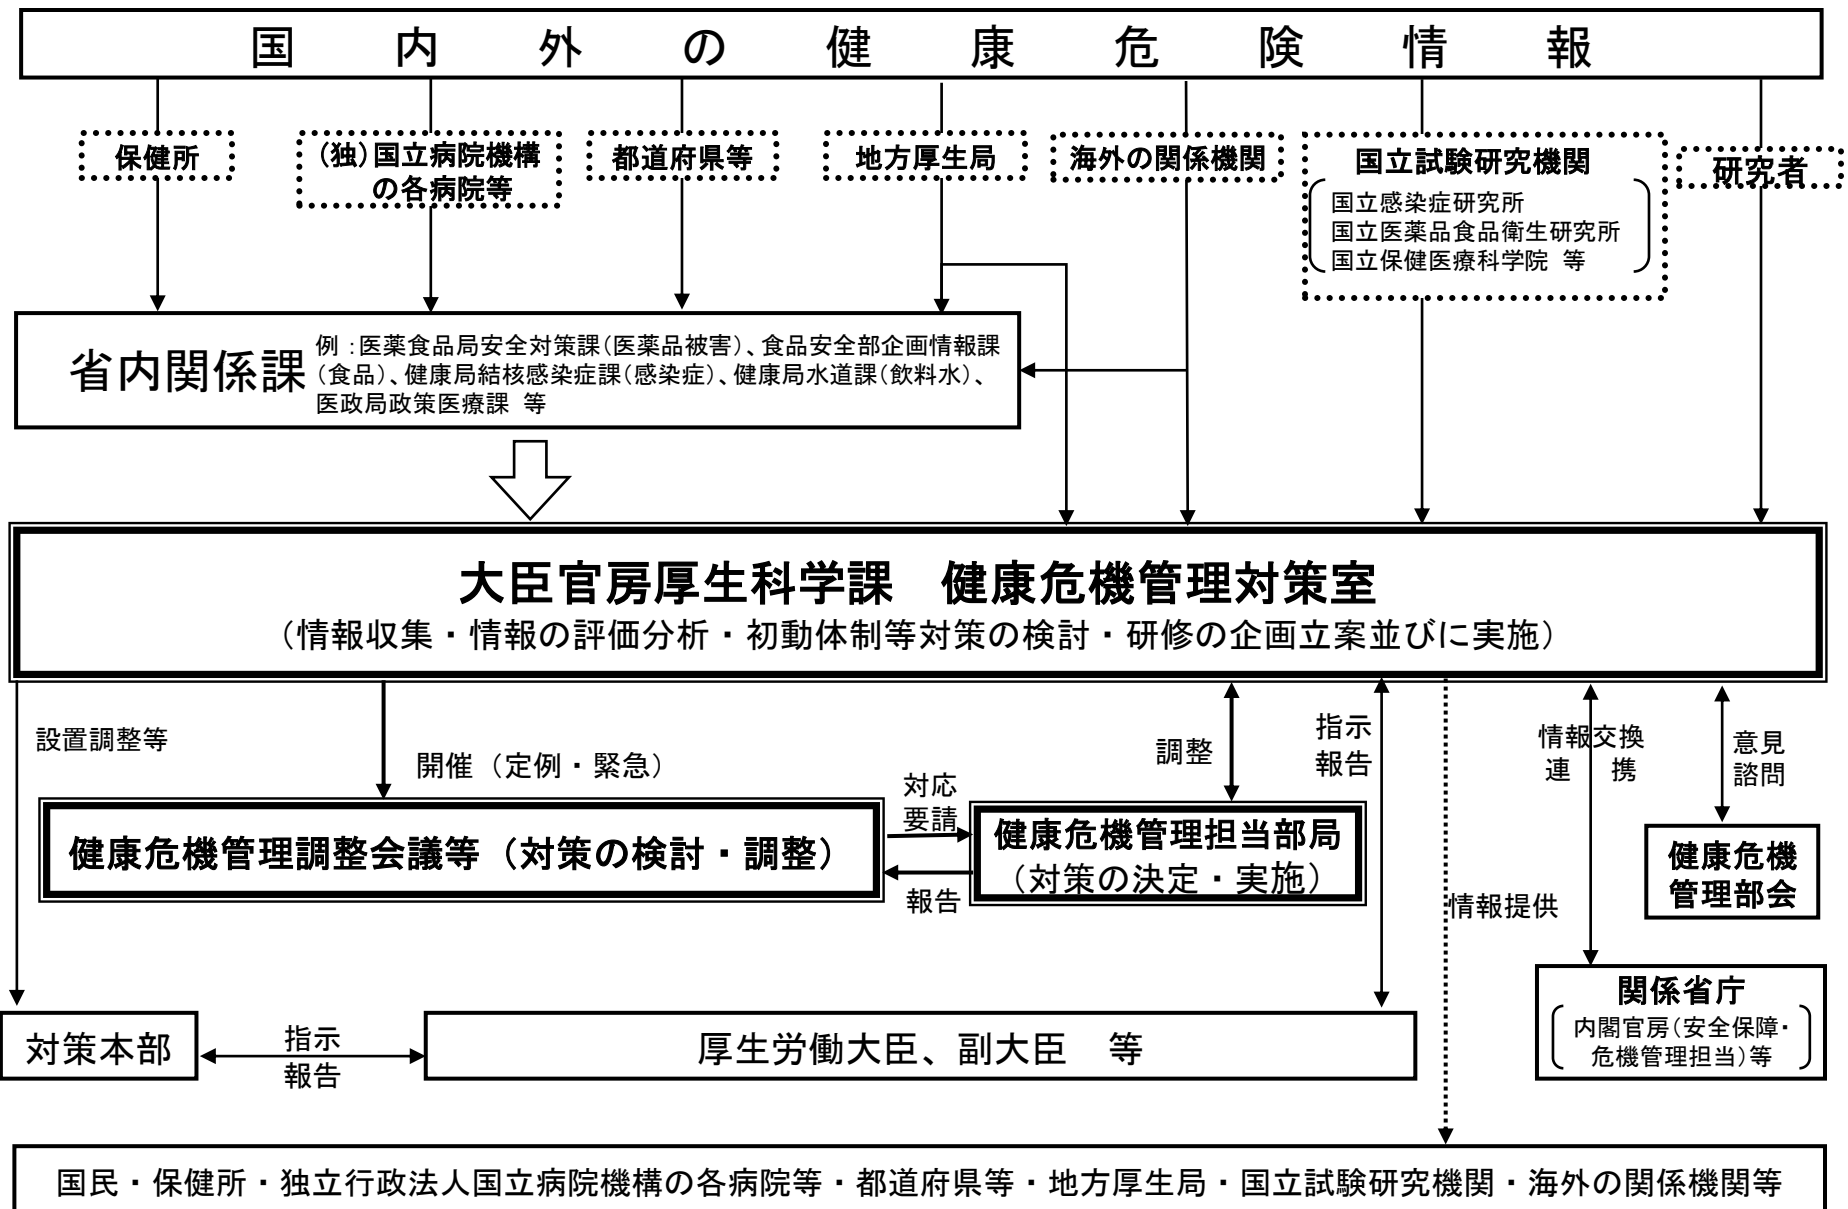 国内外の健康危険情報
保健所
(独)国立病院機構
の各病院等
都道府県等
地方厚生局
海外の関係機関
国立試験研究機関
国立感染症研究所
国立医薬品食品衛生研究所
国立保健医療科学院 等
研究者
省内関係課
例:医薬食品局安全対策課(医薬品被害)、食品安全部企画情報課
(食品)、健康局結核感染症課(感染症)、健康局水道課(飲料水)、
医政局政策医療課 等
大臣官房厚生科学課 健康危機管理対策室
(情報収集・情報の評価分析・初動体制等対策の検討・研修の企画立案並びに実施)
設置調整等
開催(定例・緊急)
対応
要請
報告
調整
指示
報告
情報交換
連 携
意見
諮問
健康危機管理調整会議等(対策の検討・調整)
健康危機管理担当部局
(対策の決定・実施)
健康危機
管理部会
情報提供
関係省庁
内閣官房(安全保障・
危機管理担当)等
対策本部
指示
報告
厚生労働大臣、副大臣 等
国民・保健所・独立行政法人国立病院機構の各病院等・都道府県等・地方厚生局・国立試験研究機関・海外の関係機関等